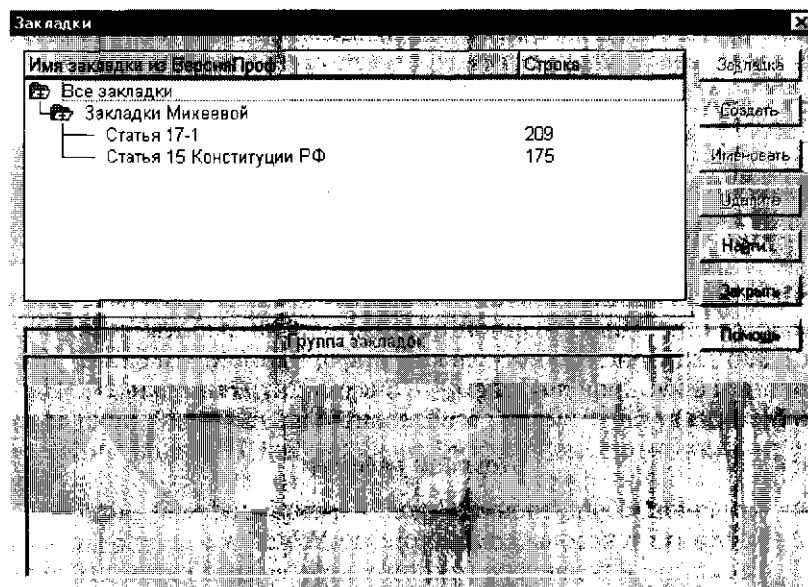 Закладки
Имя закладки из ВерсияПроф
Строка
Закладка
Все закладки
Закладки Михеевой
Создать
Статья 17-1 209
Статья 15 Конституции РФ 175
Именовать
Удалить
Найти...
Закрыть
Группа закладок
Помощь